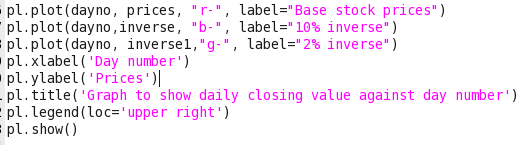 pl.plot(dayno, prices, "r-", label="Base stock prices")
pl.plot(dayno,inverse, "b-", label="10% inverse")
pl.plot(dayno, inverse1,"g-", label="2% inverse")
pl.xlabel('Day number')
pl.ylabel('Prices')
pl.title('Graph to show daily closing value against day number')
pl.legend(loc='upper right')
pl.show()